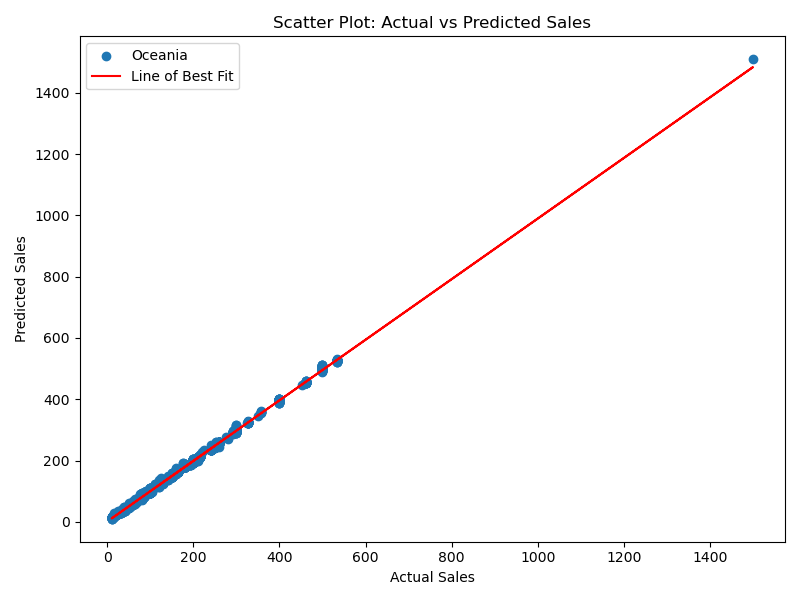 Scatter Plot: Actual vs Predicted Sales
Oceania
Line of Best Fit
1400
1200
1000
800
600
400
200
0
Predicted Sales
0 200 400 600 800 1000 1200 1400
Actual Sales